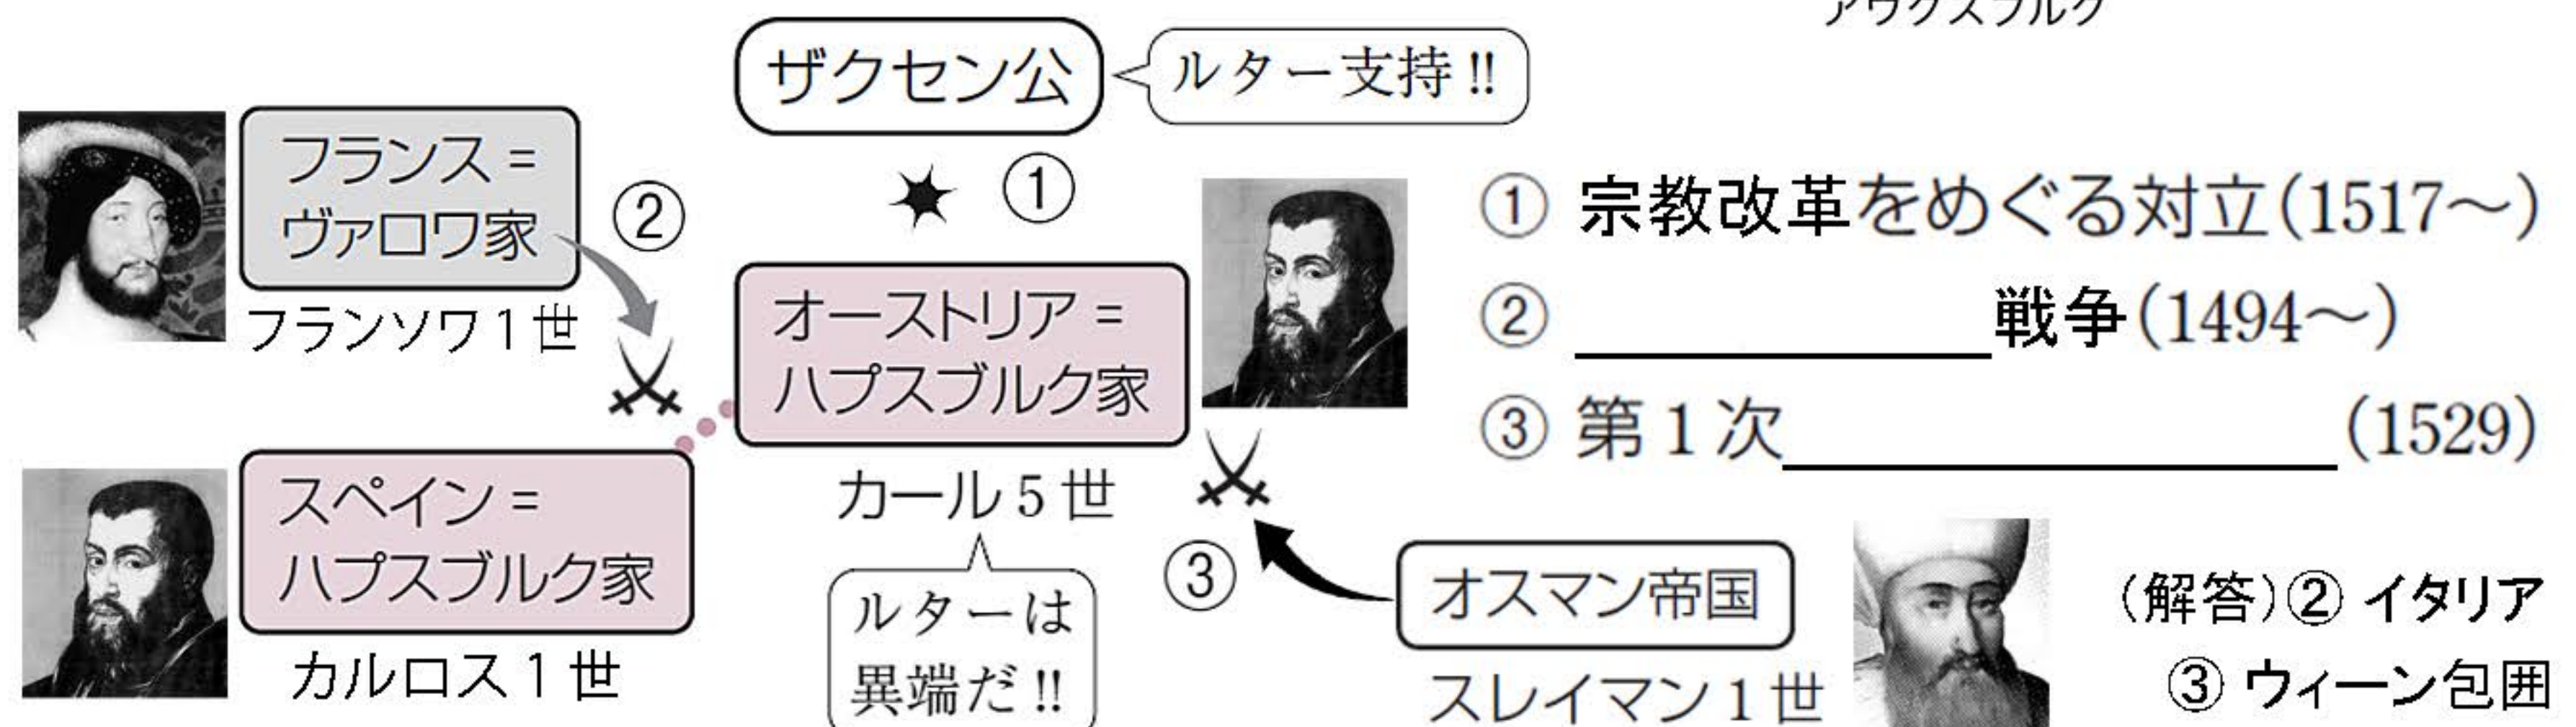 アウクスブルク
ザクセン公
ルター支持!!
フランス=
ヴァロワ家
フランソワ1世
②
①
オーストリア=
ハプスブルク家
カール5世
ルターは
異端だ!!
スペイン=
ハプスブルク家
カルロス1世
③
オスマン帝国
スレイマン1世
① 宗教改革をめぐる対立(1517～)
② 戦争(1494～)
③ 第1次 (1529)
(解答)② イタリア
③ ウィーン包囲